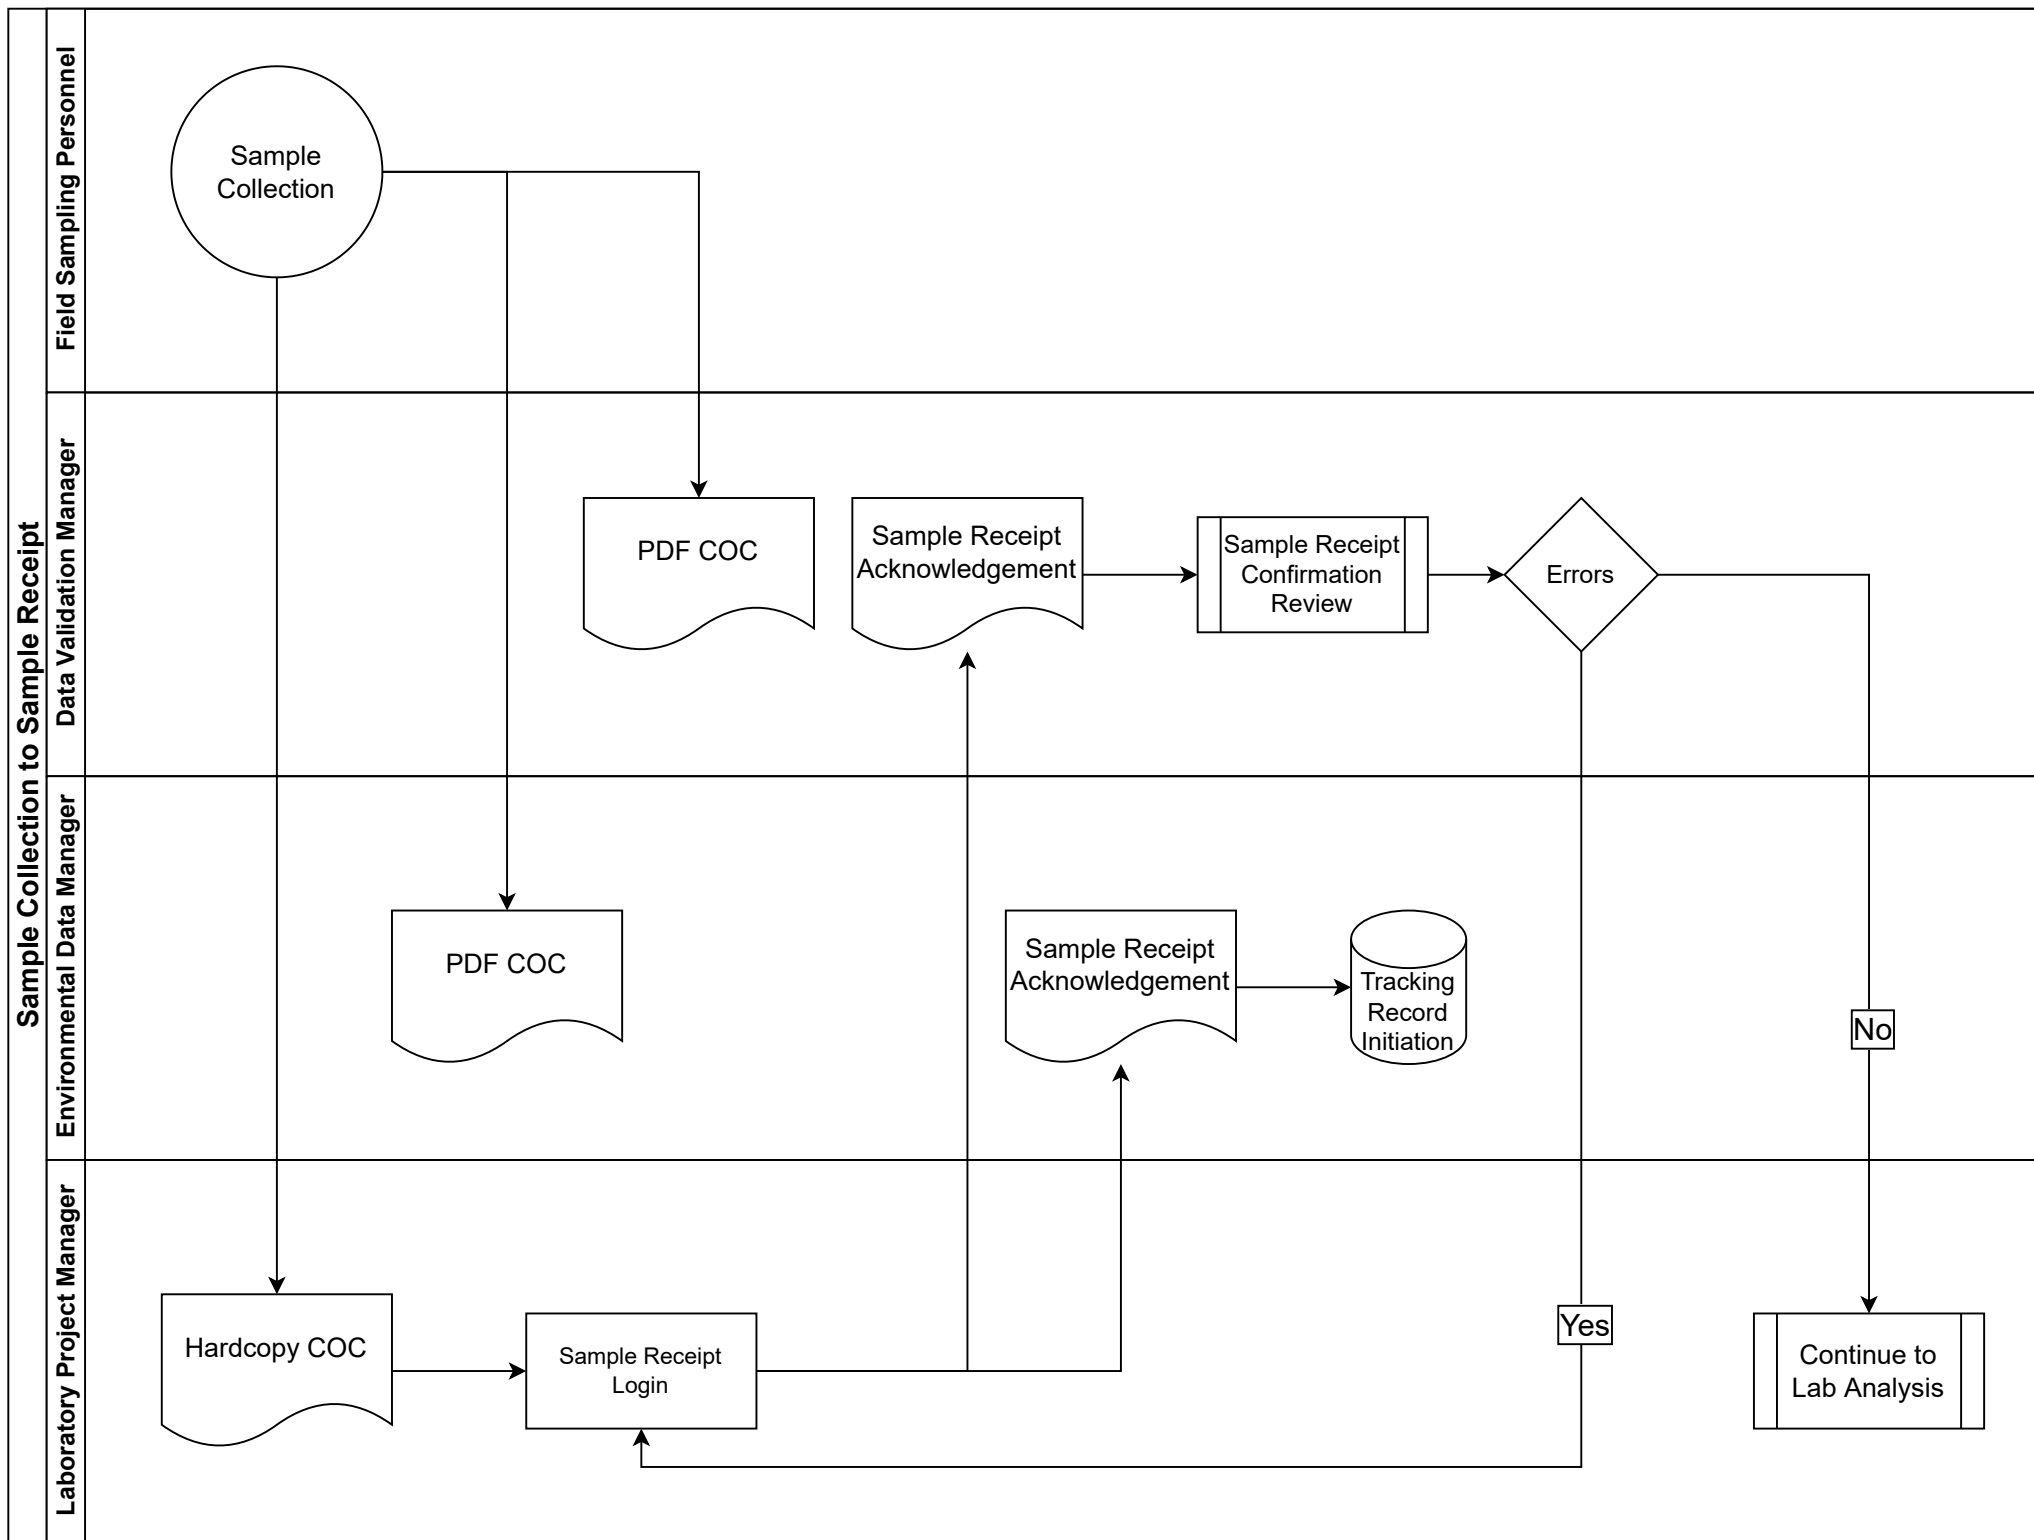 Sample Collection to Sample Receipt
Field Sampling Personnel
Sample
Collection
Data Validation Manager
PDF COC
Sample Receipt
Acknowledgement
Sample Receipt
Confirmation
Review
Errors
Environmental Data Manager
PDF COC
Sample Receipt
Acknowledgement
Tracking
Record
Initiation
No
Laboratory Project Manager
Hardcopy COC
Sample Receipt
Login
Yes
Continue to
Lab Analysis